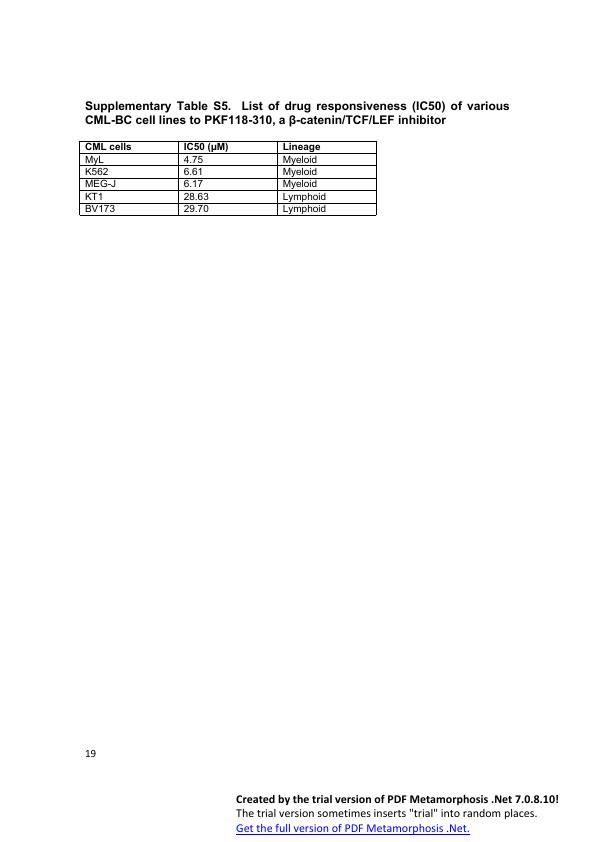 Supplementary Table S5. List of drug responsiveness (IC50) of various
CML-BC cell lines to PKF118-310, a β-catenin/TCF/LEF inhibitor
CML cells IC50 (µM) Lineage
MyL 4.75 Myeloid
K562 6.61 Myeloid
MEG-J 6.17 Myeloid
KT1 28.63 Lymphoid
BV173 29.70 Lymphoid
19
Created by the trial version of PDF Metamorphosis .Net 7.0.8.10!
The trial version sometimes inserts "trial" into random places.
Get the full version of PDF Metamorphosis .Net.